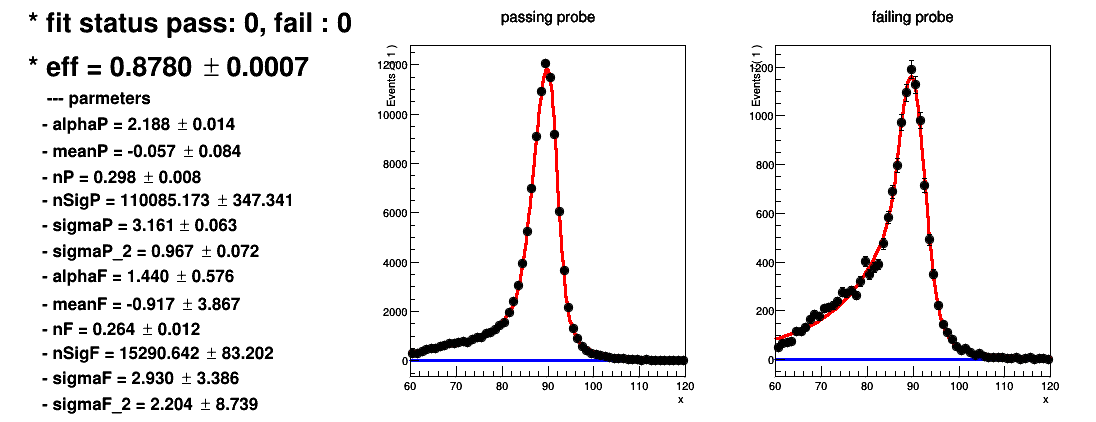 * fit status pass: 0, fail : 0
* eff = 0.8780 ± 0.0007
--- parmeters
- alphaP = 2.188 ± 0.014
- meanP = -0.057 ± 0.084
- nP = 0.298 ± 0.008
- nSigP = 110085.173 ± 347.341
- sigmaP = 3.161 ± 0.063
- sigmaP_2 = 0.967 ± 0.072
- alphaF = 1.440 ± 0.576
- meanF = -0.917 ± 3.867
- nF = 0.264 ± 0.012
- nSigF = 15290.642 ± 83.202
- sigmaF = 2.930 ± 3.386
- sigmaF_2 = 2.204 ± 8.739
passing probe
Events / ( 1 )
12000
10000
8000
6000
4000
2000
0
60 70 80 90 100 110 120
x
failing probe
Events / ( 1 )
1200
1000
800
600
400
200
0
60 70 80 90 100 110 120
x